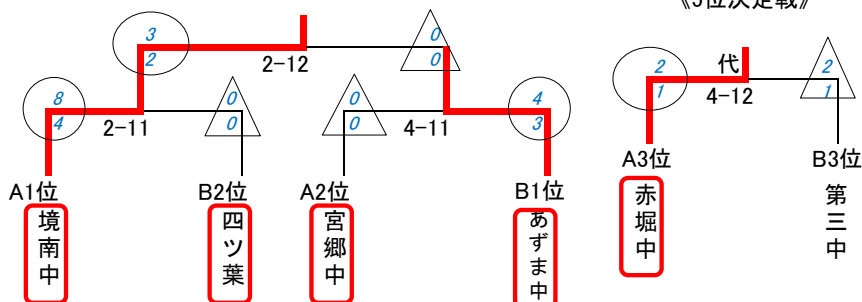 《5位決定戦》
3
2
0
0
2-12
代
2
1
2
1
4-12
8
4
0
0
0
0
4
3
2-11
4-11
A3位
B3位
A1位
B2位
A2位
B1位
境南中
四ツ葉
宮郷中
あずま中
赤堀中
第三中